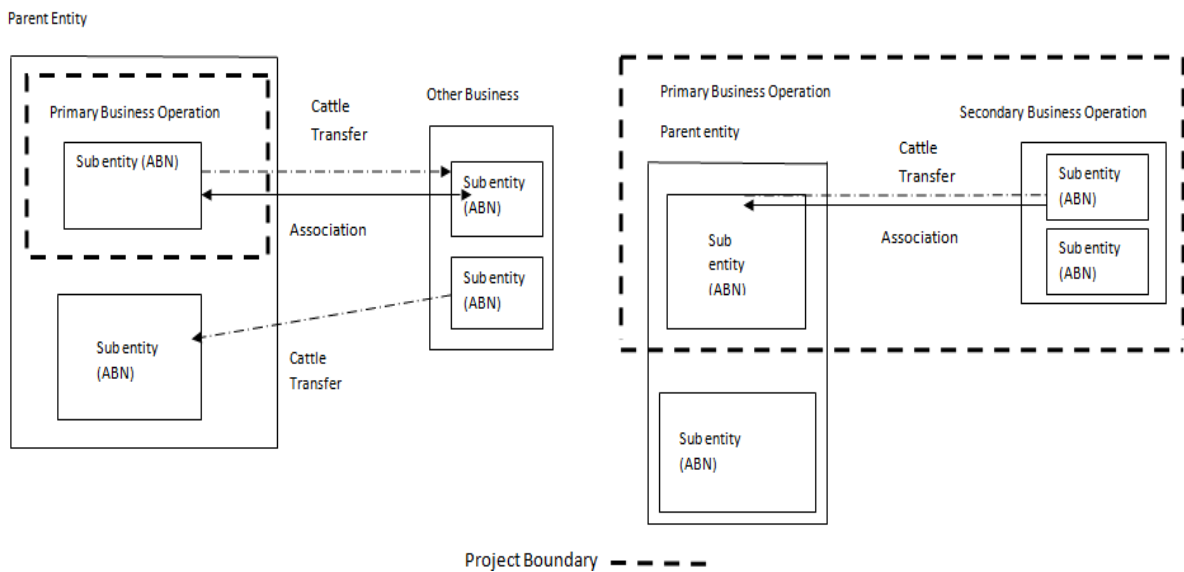 Parent Entity
Primary Business Operation
Sub entity (ABN)
Cattle
Transfer
Other Business
Sub entity
(ABN)
Association
Sub entity
(ABN)
Sub entity
(ABN)
Cattle
Transfer
Primary Business Operation
Parent entity
Secondary Business Operation
Cattle
Transfer
Sub entity
(ABN)
Association
Sub
entity
(ABN)
Sub entity
(ABN)
Sub entity
(ABN)
Project Boundary